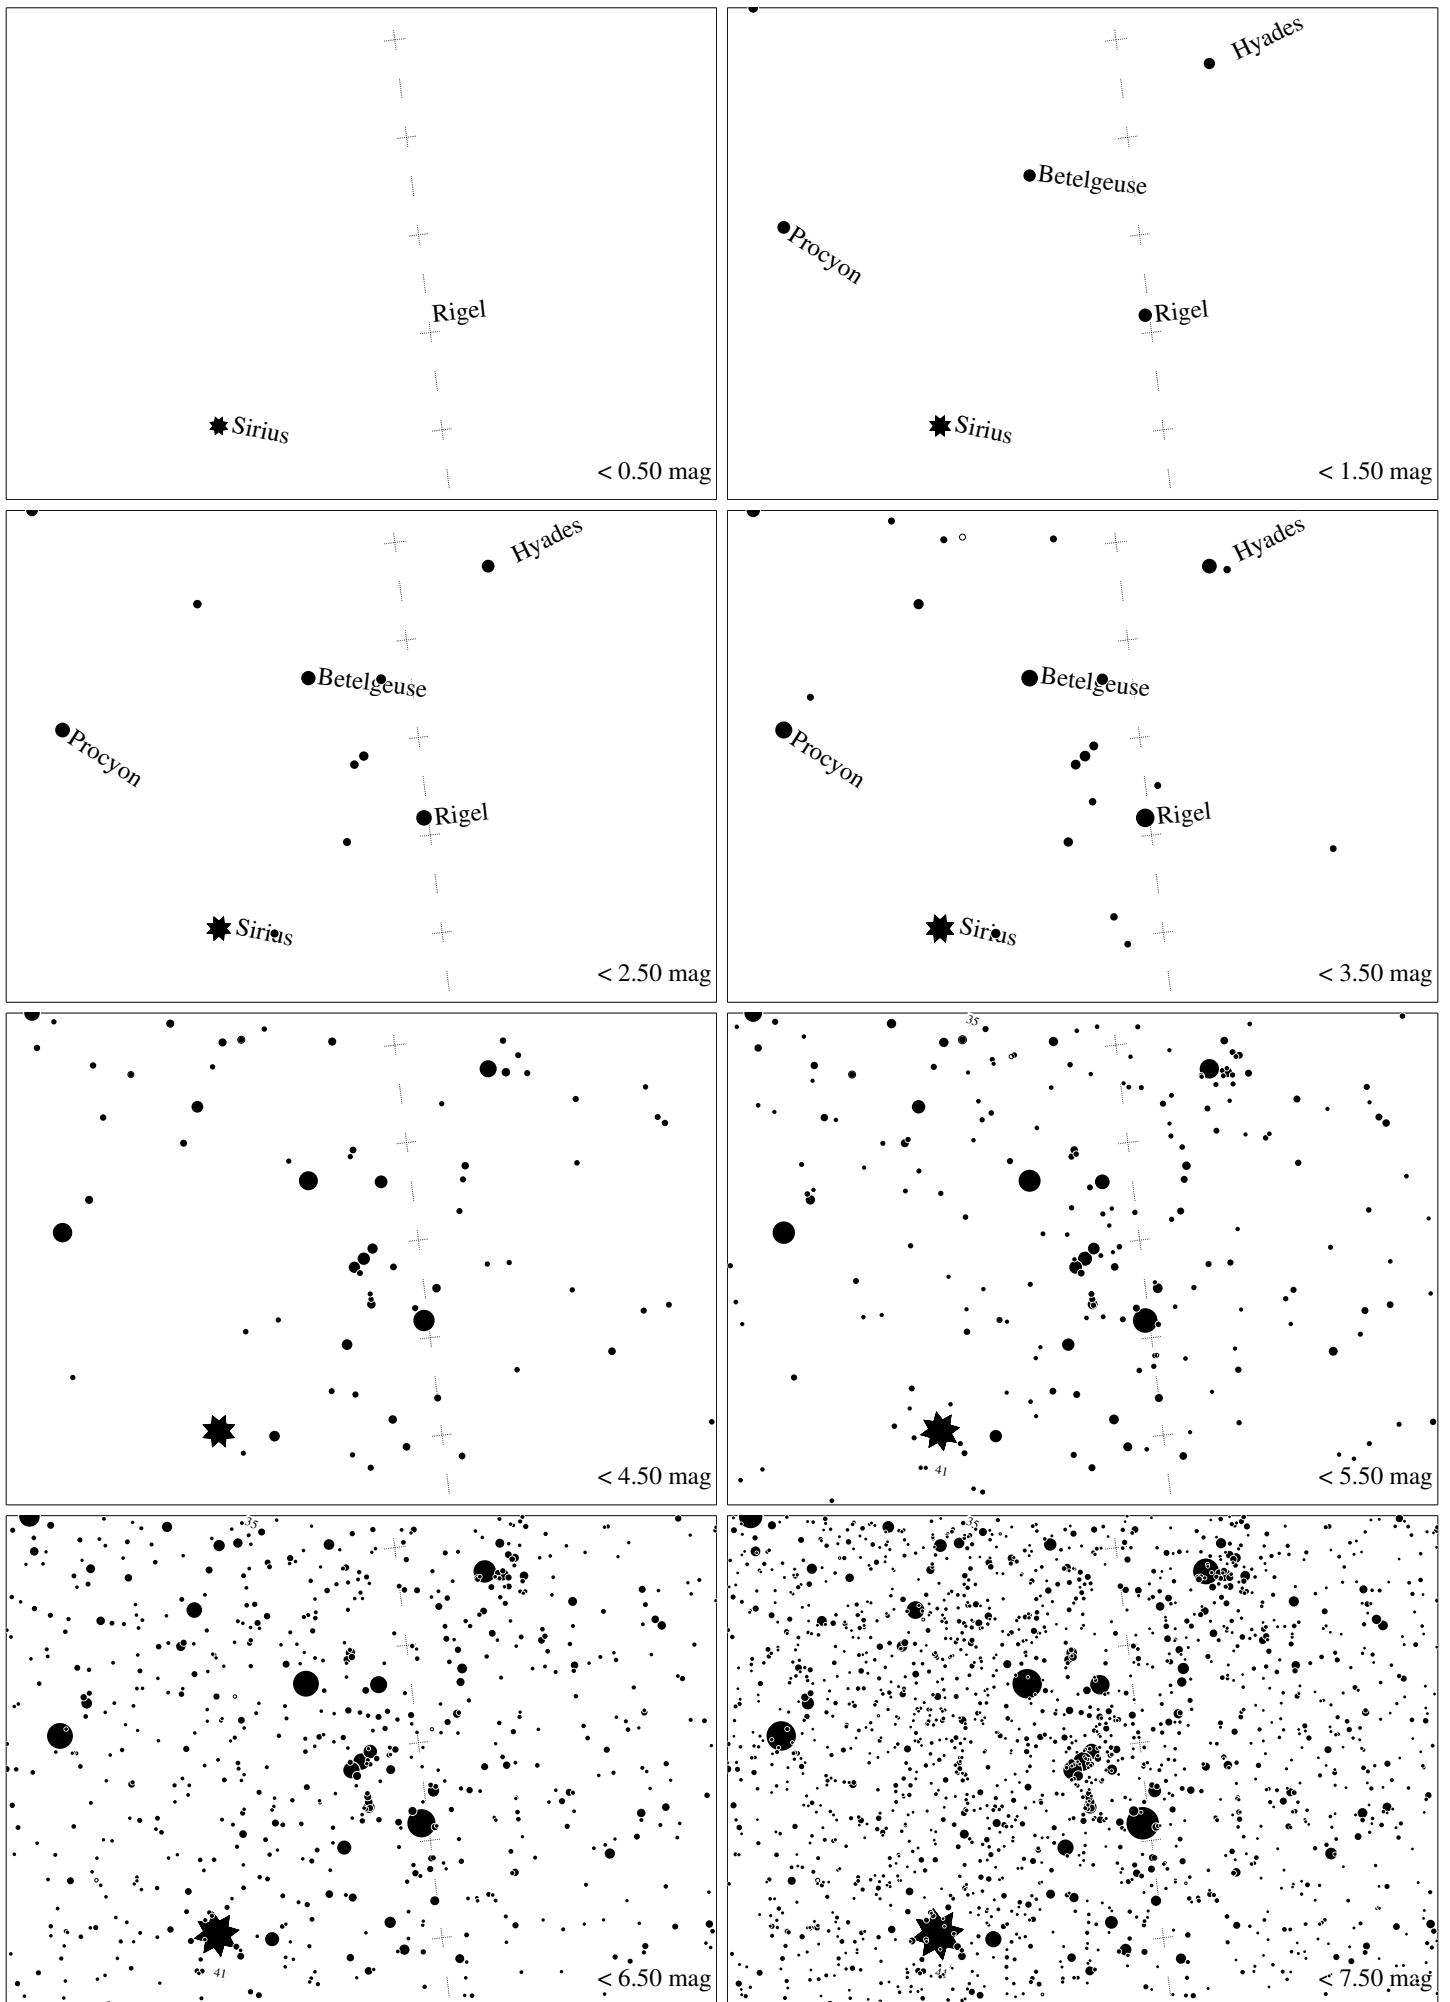 Rigel
Sirius
< 0.50 mag
Hyades
Betelgeuse
Procyon
Rigel
Sirius
< 1.50 mag
Hyades
Betelgeuse
Procyon
Rigel
Sirius
< 2.50 mag
Hyades
Betelgeuse
Procyon
Rigel
Sirius
< 3.50 mag
< 4.50 mag
35
41
< 5.50 mag
35
41
< 6.50 mag
35
41
< 7.50 mag